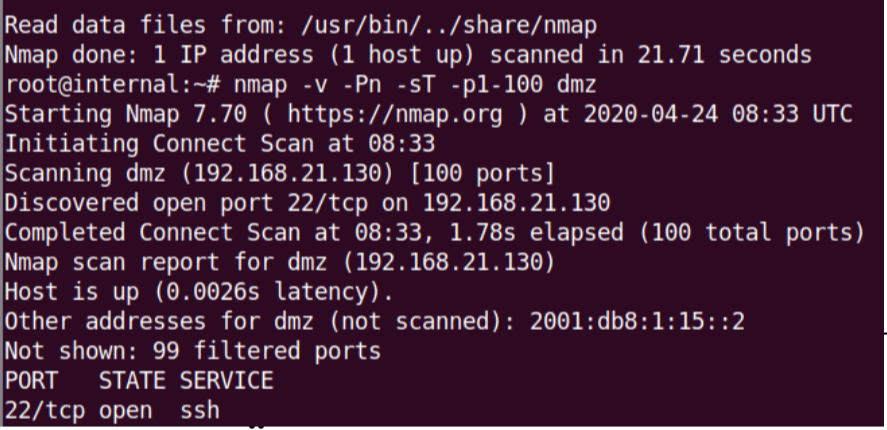 Read data files from: /usr/bin/../share/nmap
Nmap done: 1 IP address (1 host up) scanned in 21.71 seconds
root@internal:~# nmap -v -Pn -sT -p1-100 dmz
Starting Nmap 7.70 ( https://nmap.org ) at 2020-04-24 08:33 UTC
Initiating Connect Scan at 08:33
Scanning dmz (192.168.21.130) [100 ports]
Discovered open port 22/tcp on 192.168.21.130
Completed Connect Scan at 08:33, 1.78s elapsed (100 total ports)
Nmap scan report for dmz (192.168.21.130)
Host is up (0.0026s latency).
Other addresses for dmz (not scanned): 2001:db8:1:15::2
Not shown: 99 filtered ports
PORT   STATE SERVICE
22/tcp open  ssh